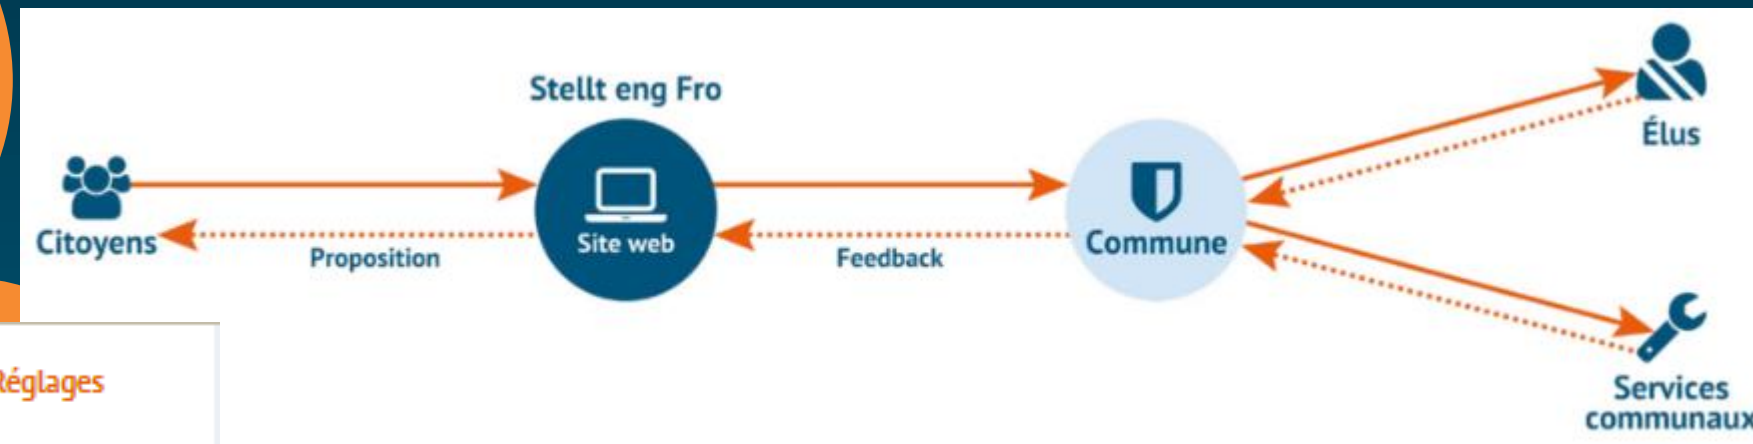 Stellt eng Fro
Élus
Citoyens
Site web
Commune
Proposition
Feedback
Réglages
Services
communaux